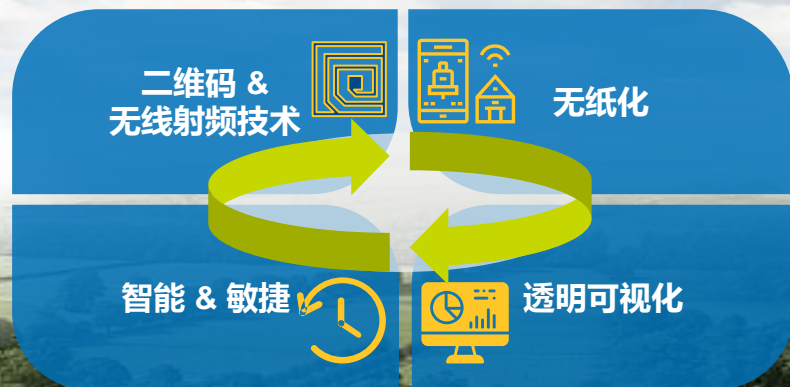 二维码 &
无线射频技术
无纸化
智能 & 敏捷
透明可视化